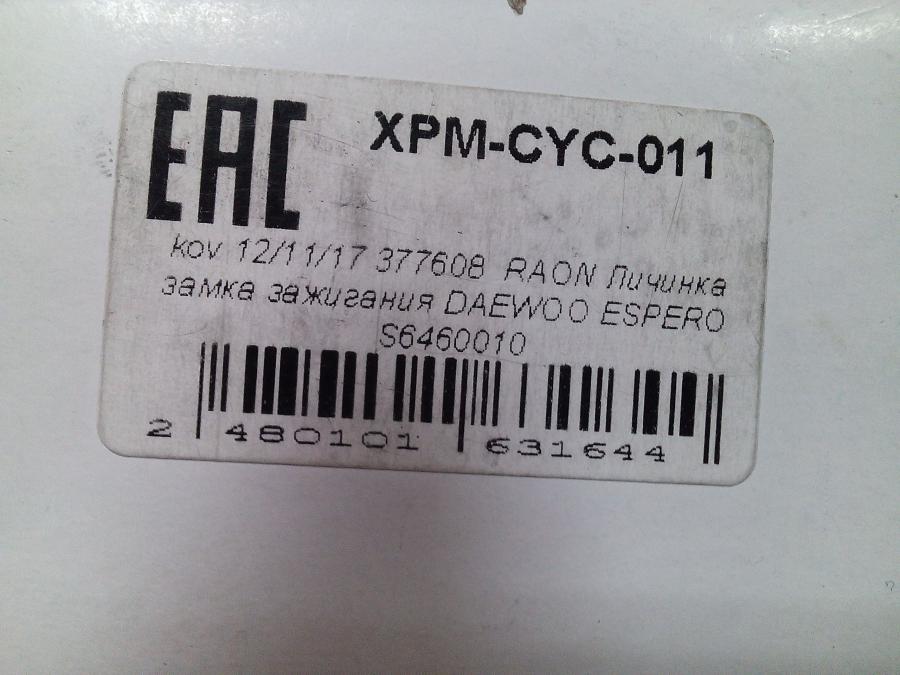 EAC
XPM-CYC-011
kov 12/11/17 377608 RAON Личинка
замка зажигания DAEWOO ESPERO
S6460010
2 480101 631644